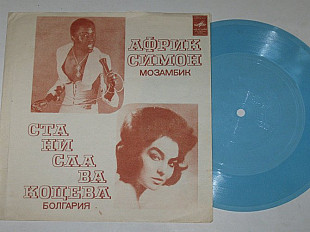 АФРИК
СИМОН
МОЗАМБИК
СТА
НИ
СЛА
ВА
КОЦЕВА
БОЛГАРИЯ